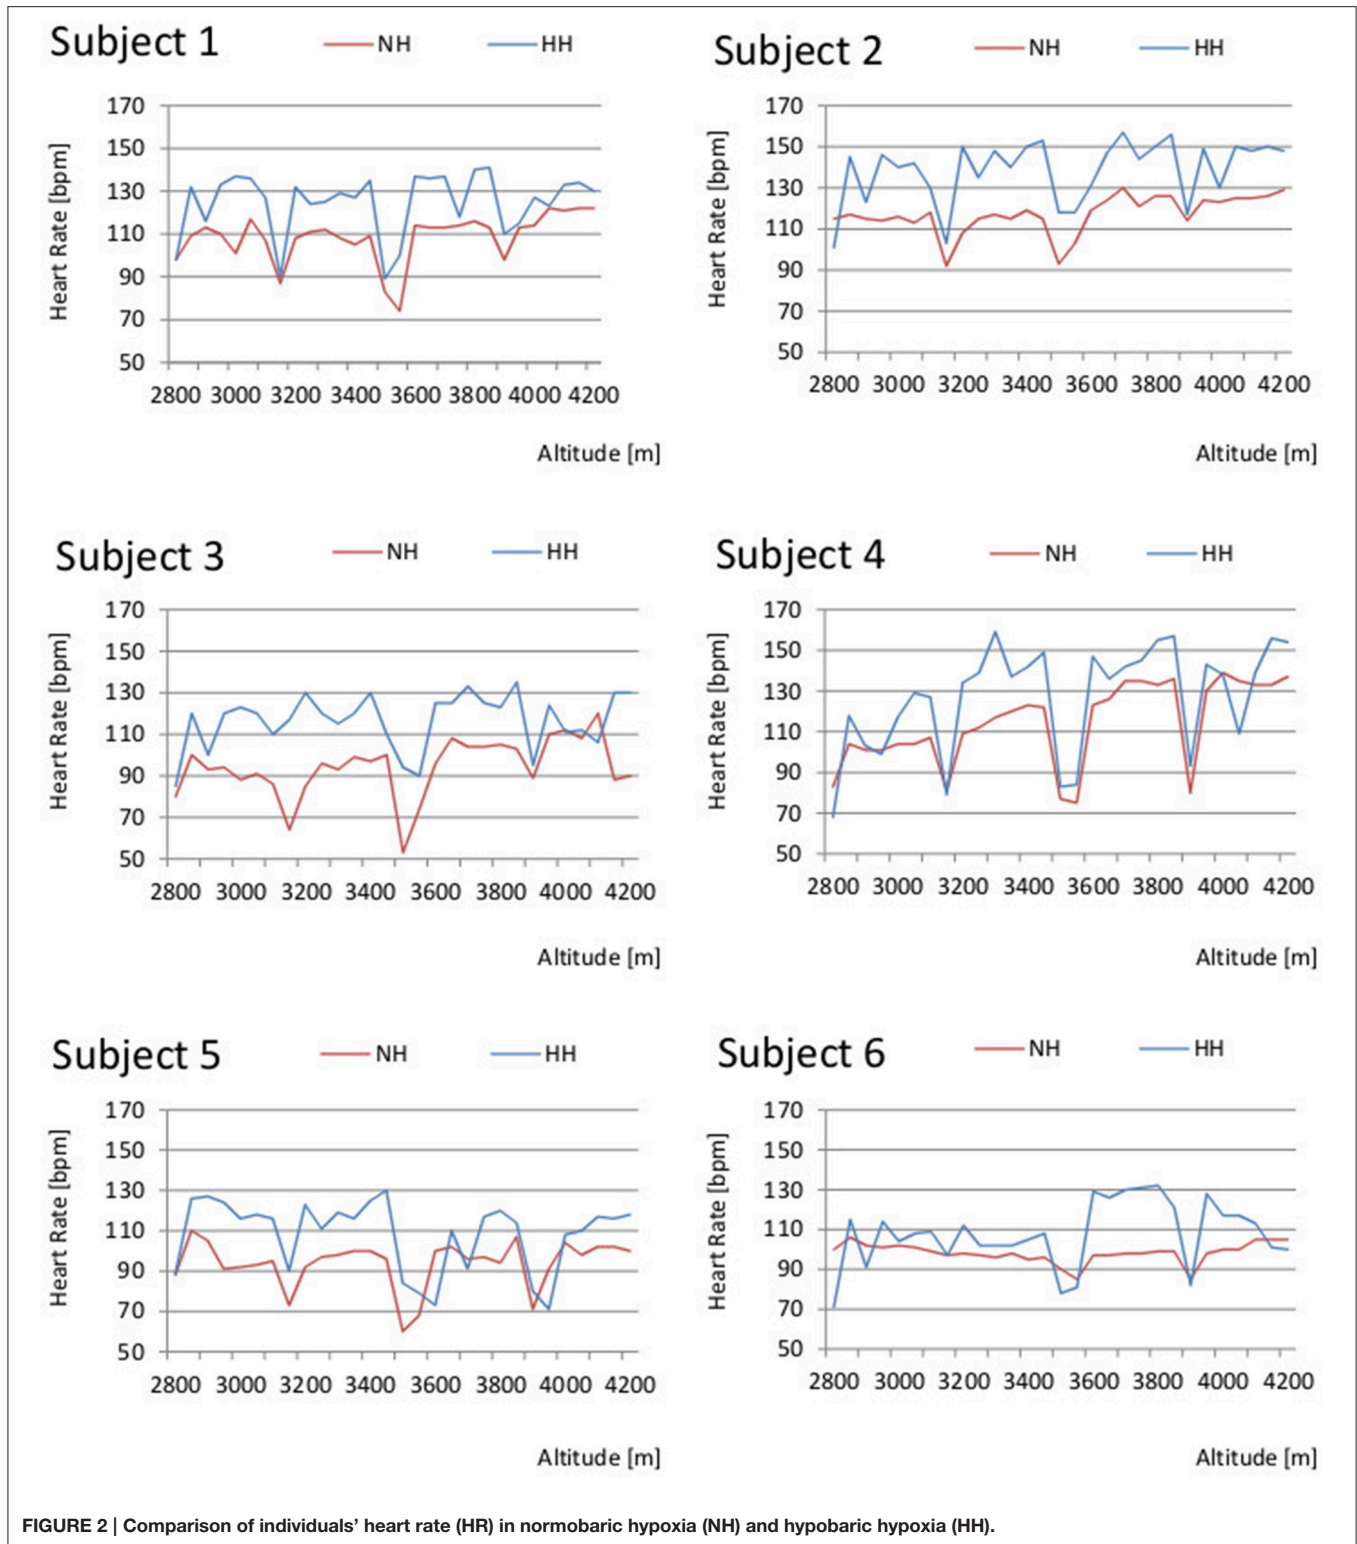 Subject 1 NH HH
170
150
130
110
90
70
50
Heart Rate [bpm]
2800 3000 3200 3400 3600 3800 4000 4200
Altitude [m]
Subject 2 NH HH
170
150
130
110
90
70
50
Heart Rate [bpm]
2800 3000 3200 3400 3600 3800 4000 4200
Altitude [m]
Subject 3 NH HH
170
150
130
110
90
70
50
Heart Rate [bpm]
2800 3000 3200 3400 3600 3800 4000 4200
Altitude [m]
Subject 4 NH HH
170
150
130
110
90
70
50
Heart Rate [bpm]
2800 3000 3200 3400 3600 3800 4000 4200
Altitude [m]
Subject 5 NH HH
170
150
130
110
90
70
50
Heart Rate [bpm]
2800 3000 3200 3400 3600 3800 4000 4200
Altitude [m]
Subject 6 NH HH
170
150
130
110
90
70
50
Heart Rate [bpm]
2800 3000 3200 3400 3600 3800 4000 4200
Altitude [m]
FIGURE 2 | Comparison of individuals' heart rate (HR) in normobaric hypoxia (NH) and hypobaric hypoxia (HH).